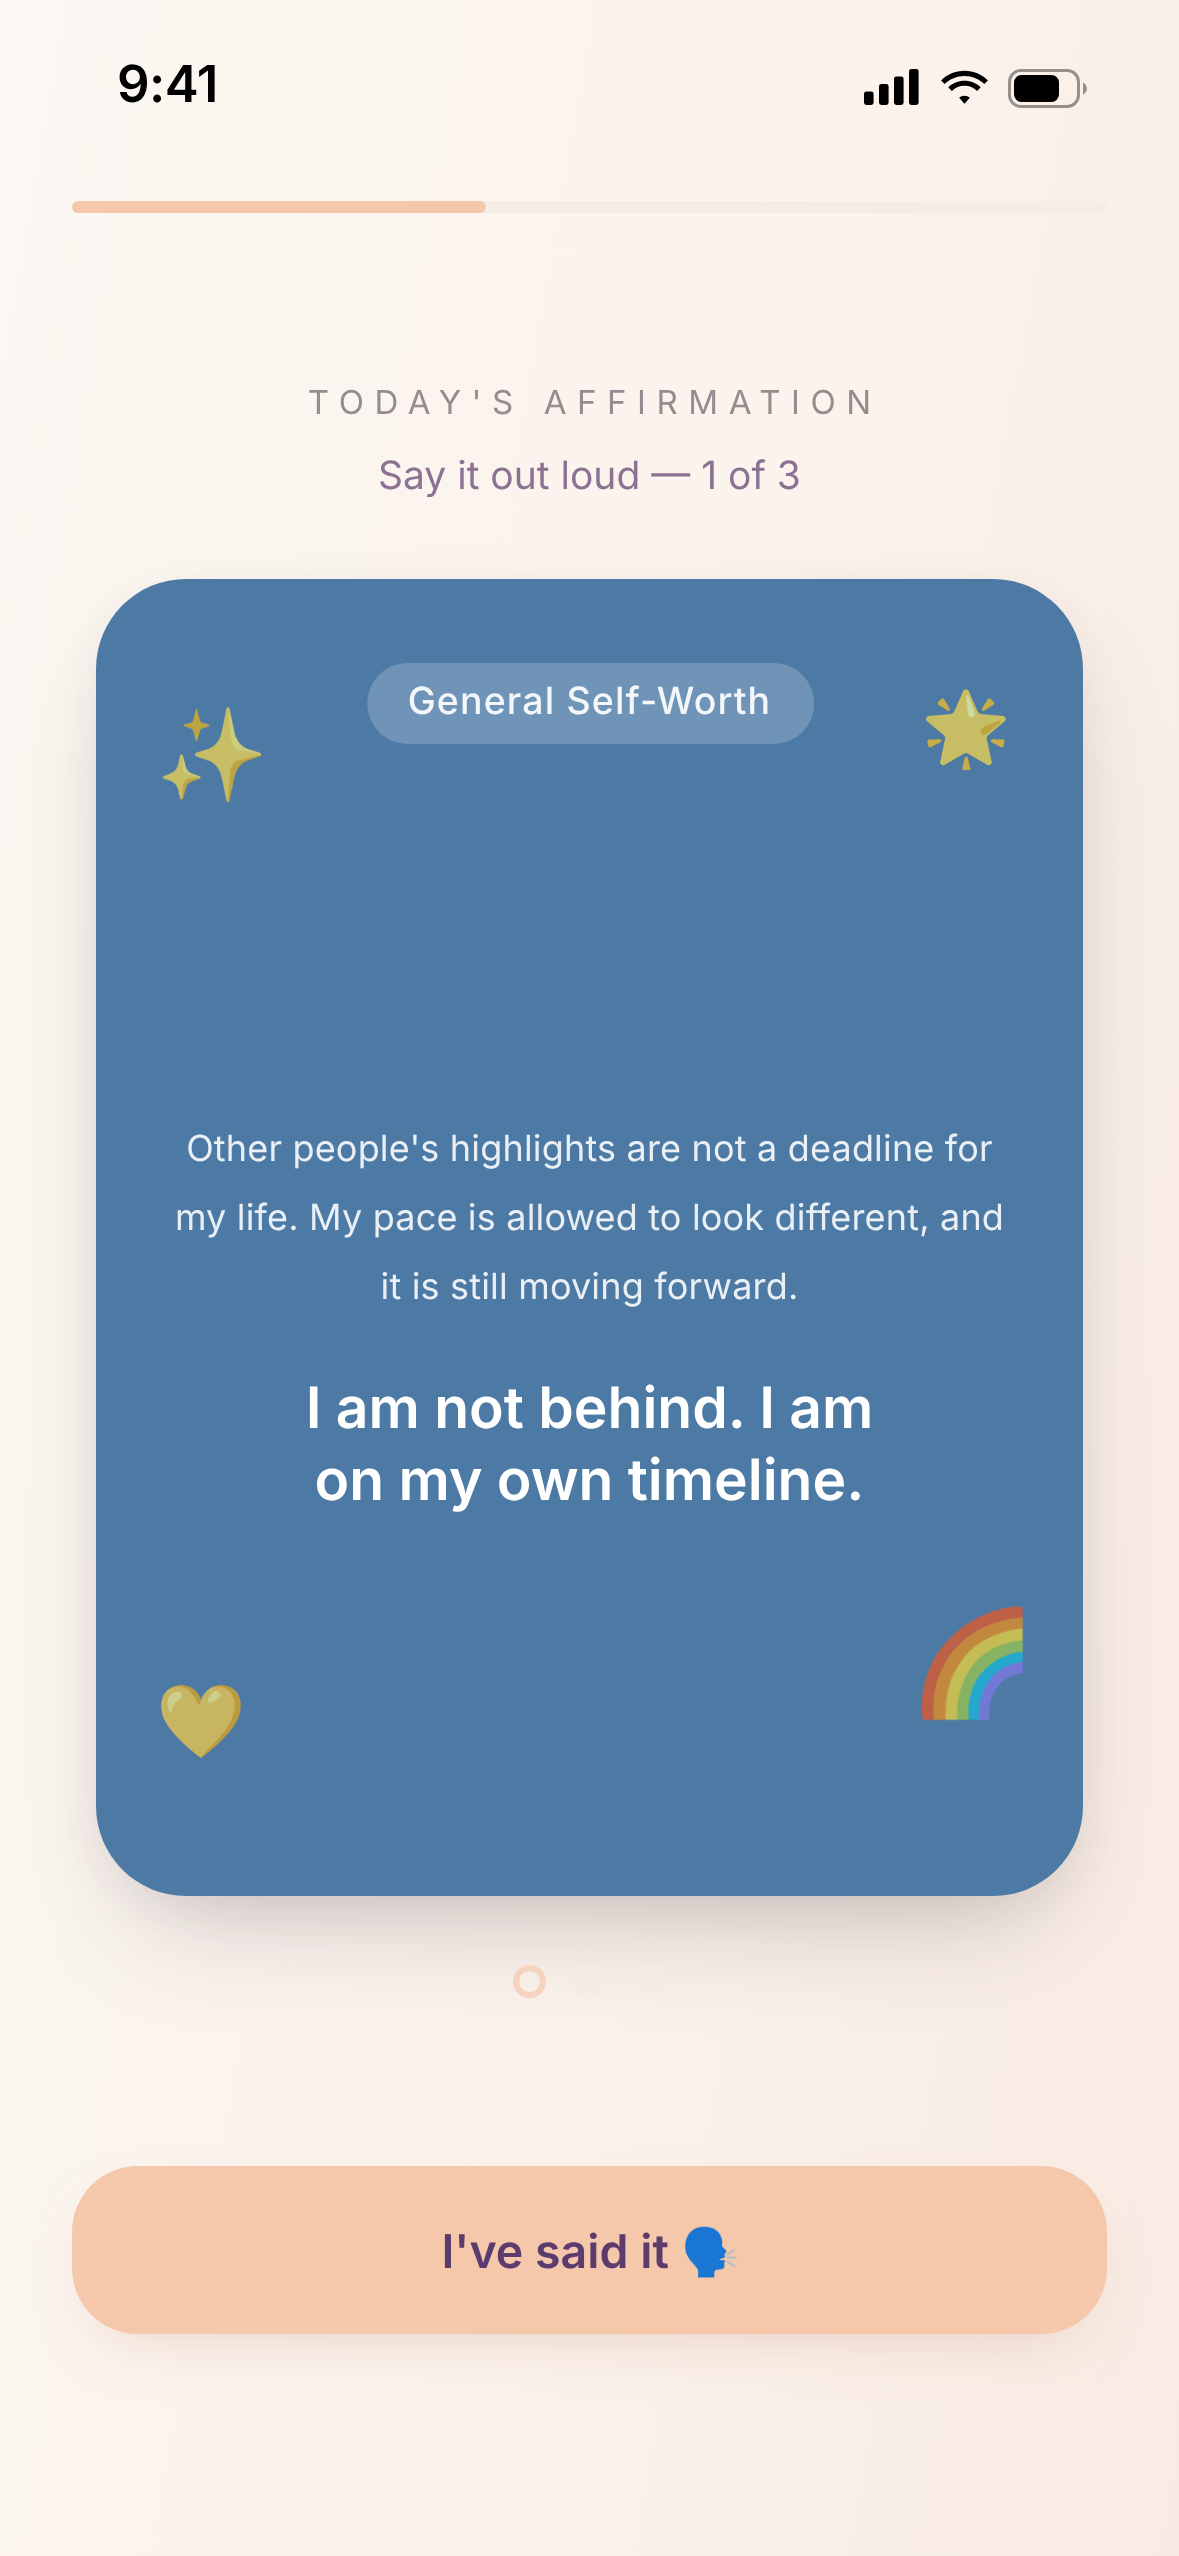 9:41
TODAY'S AFFIRMATION
Say it out loud — 1 of 3
General Self-Worth
Other people's highlights are not a deadline for
my life. My pace is allowed to look different, and
it is still moving forward.
I am not behind. I am
on my own timeline.
I've said it 🗣️